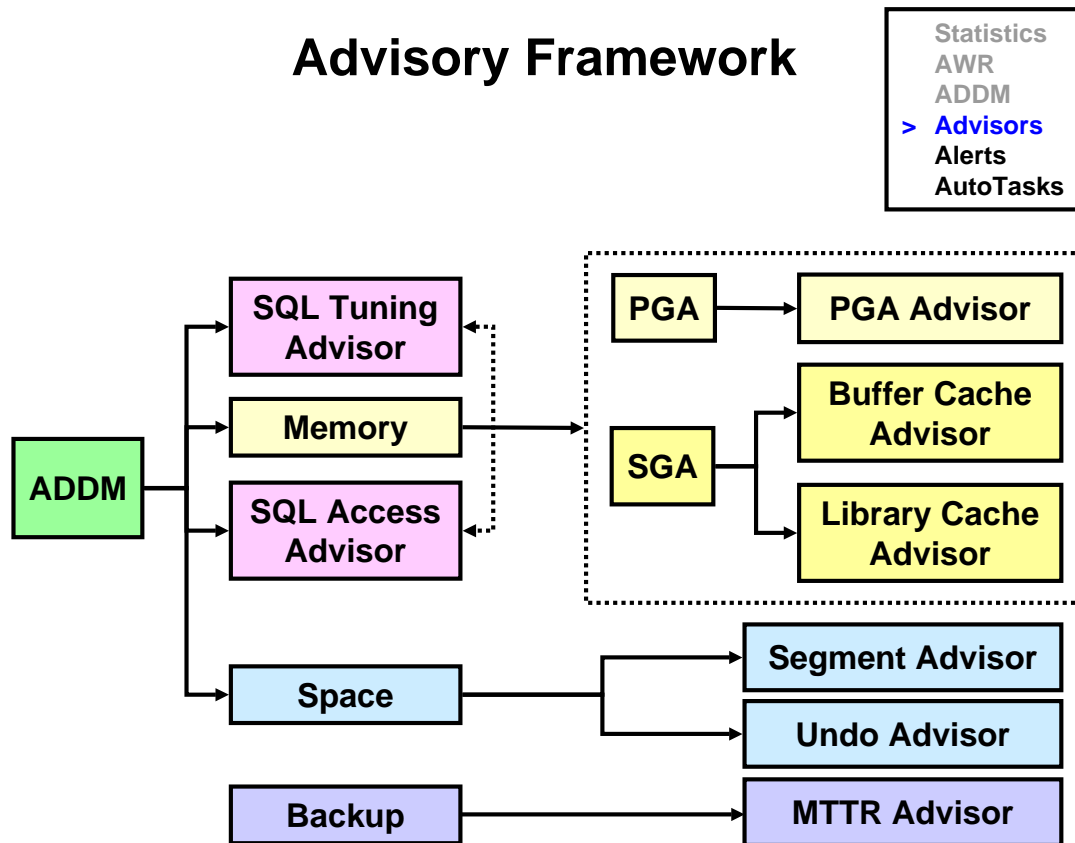 Advisory Framework
Statistics
AWR
ADDM
> Advisors
Alerts
AutoTasks
ADDM
SQL Tuning
Advisor
Memory
SQL Access
Advisor
Space
Backup
PGA
PGA Advisor
SGA
Buffer Cache
Advisor
Library Cache
Advisor
Segment Advisor
Undo Advisor
MTTR Advisor